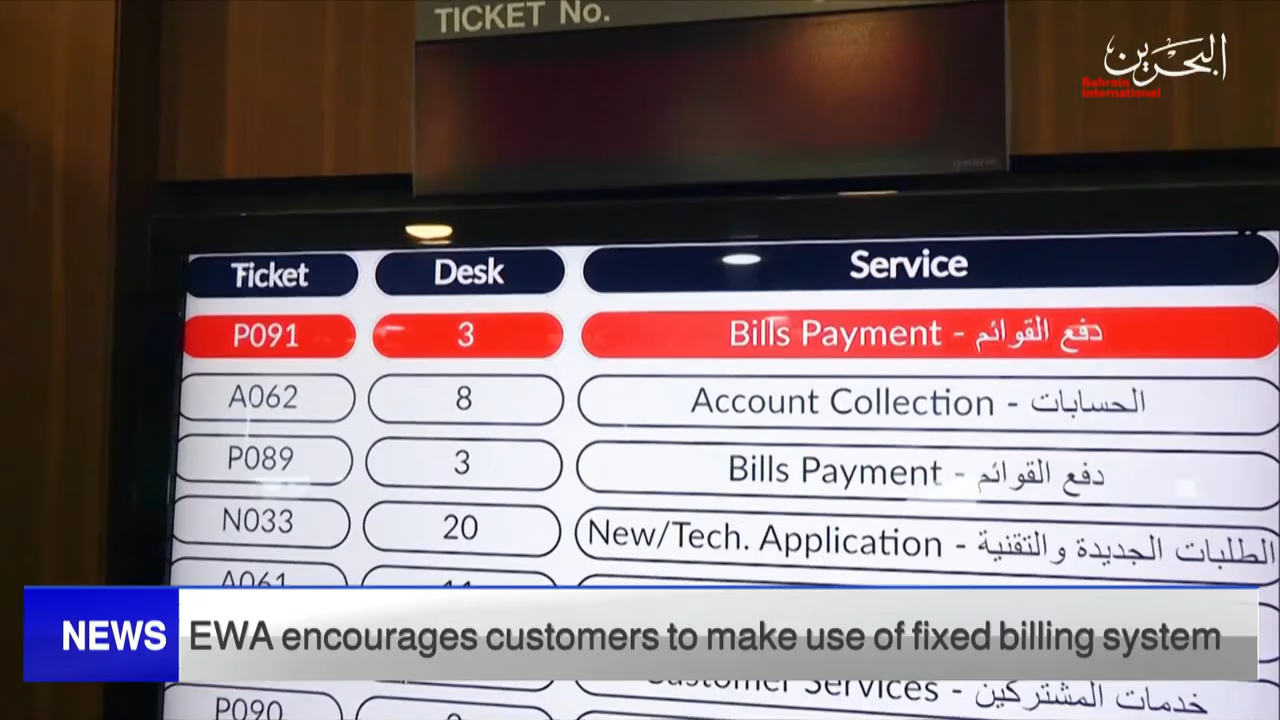 TICKET No.
البحرين
Bahrain
International
Ticket Desk Service
P091 3 Bills Payment - دفع القوائم
A062 8 Account Collection - الحسابات
P089 3 Bills Payment - دفع القوائم
N033 20 New/Tech. Application - الطلبات الجديدة والتقنية
A061
NEWS EWA encourages customers to make use of fixed billing system
Customer Services - خدمات المشتركين
P090